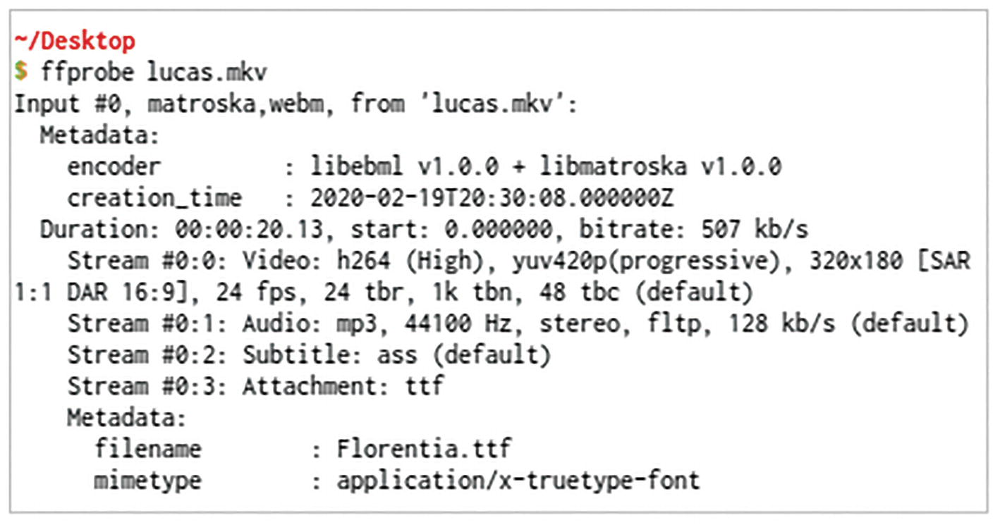 ~/Desktop
$ ffprobe lucas.mkv
Input #0, matroska,webm, from 'lucas.mkv':
  Metadata:
    encoder         : libebml v1.0.0 + libmatroska v1.0.0
    creation_time   : 2020-02-19T20:30:08.000000Z
  Duration: 00:00:20.13, start: 0.000000, bitrate: 507 kb/s
    Stream #0:0: Video: h264 (High), yuv420p(progressive), 320x180 [SAR
1:1 DAR 16:9], 24 fps, 24 tbr, 1k tbn, 48 tbc (default)
    Stream #0:1: Audio: mp3, 44100 Hz, stereo, fltp, 128 kb/s (default)
    Stream #0:2: Subtitle: ass (default)
    Stream #0:3: Attachment: ttf
    Metadata:
      filename        : Florentia.ttf
      mimetype        : application/x-truetype-font